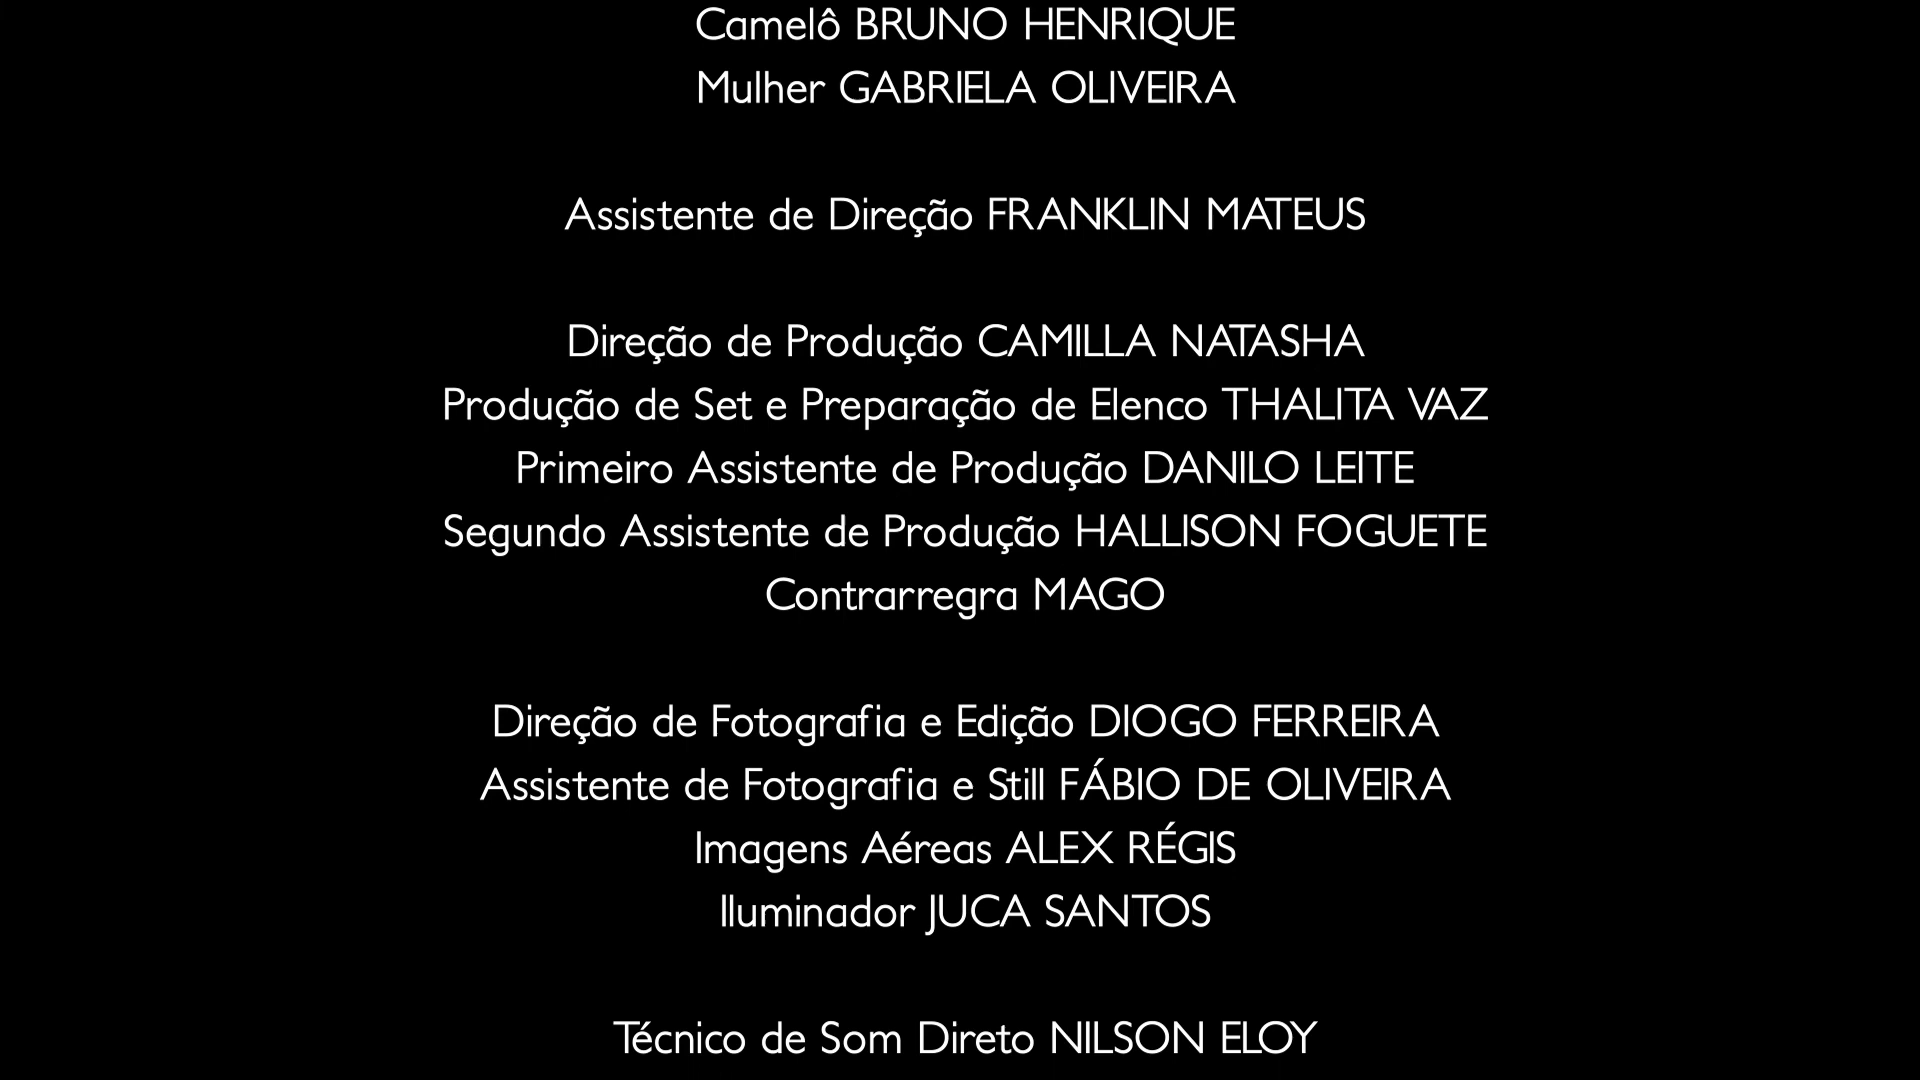 Camelô BRUNO HENRIQUE
Mulher GABRIELA OLIVEIRA
Assistente de Direção FRANKLIN MATEUS
Direção de Produção CAMILLA NATASHA
Produção de Set e Preparação de Elenco THALITA VAZ
Primeiro Assistente de Produção DANILO LEITE
Segundo Assistente de Produção HALLISON FOGUETE
Contrarregra MAGO
Direção de Fotografia e Edição DIOGO FERREIRA
Assistente de Fotografia e Still FÁBIO DE OLIVEIRA
Imagens Aéreas ALEX RÉGIS
Iluminador JUCA SANTOS
Técnico de Som Direto NILSON ELOY